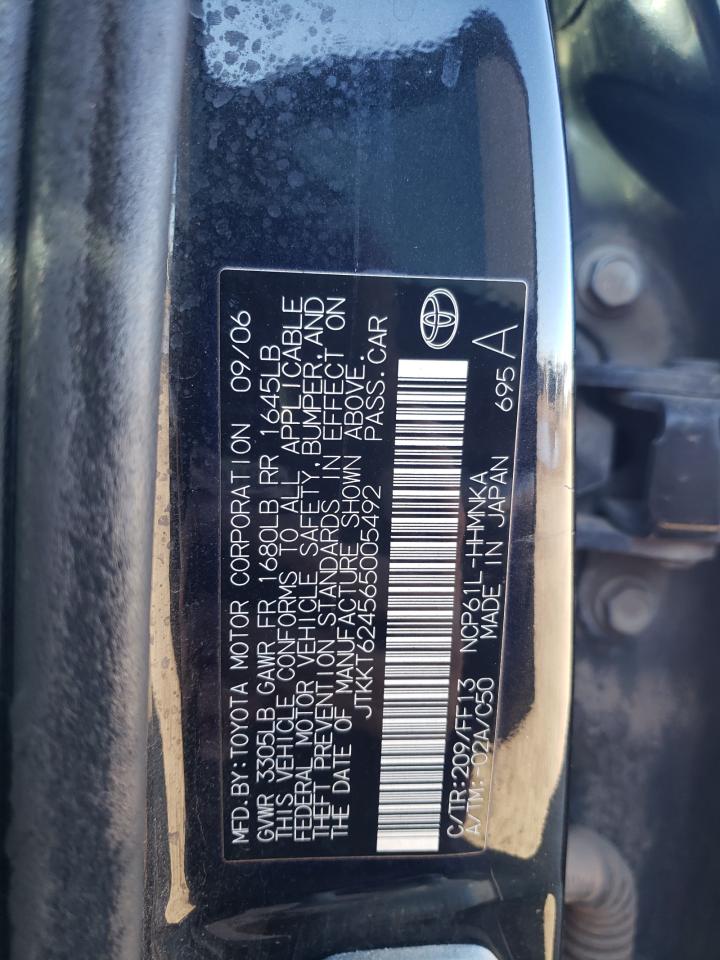 MFD.BY:TOYOTA MOTOR CORPORATION 09/06
GVWR 3305LB GAWR FR 1680LB RR 1645LB
THIS VEHICLE CONFORMS TO ALL APPLICABLE
FEDERAL MOTOR VEHICLE SAFETY,BUMPER,AND
THEFT PREVENTION STANDARDS IN EFFECT ON
THE DATE OF MANUFACTURE SHOWN ABOVE.
JTKKT624565005492 PASS.CAR
C/TR:209/FF13 NCP61L-HHMNKA 695A
A/TM:-02A/C50 MADE IN JAPAN